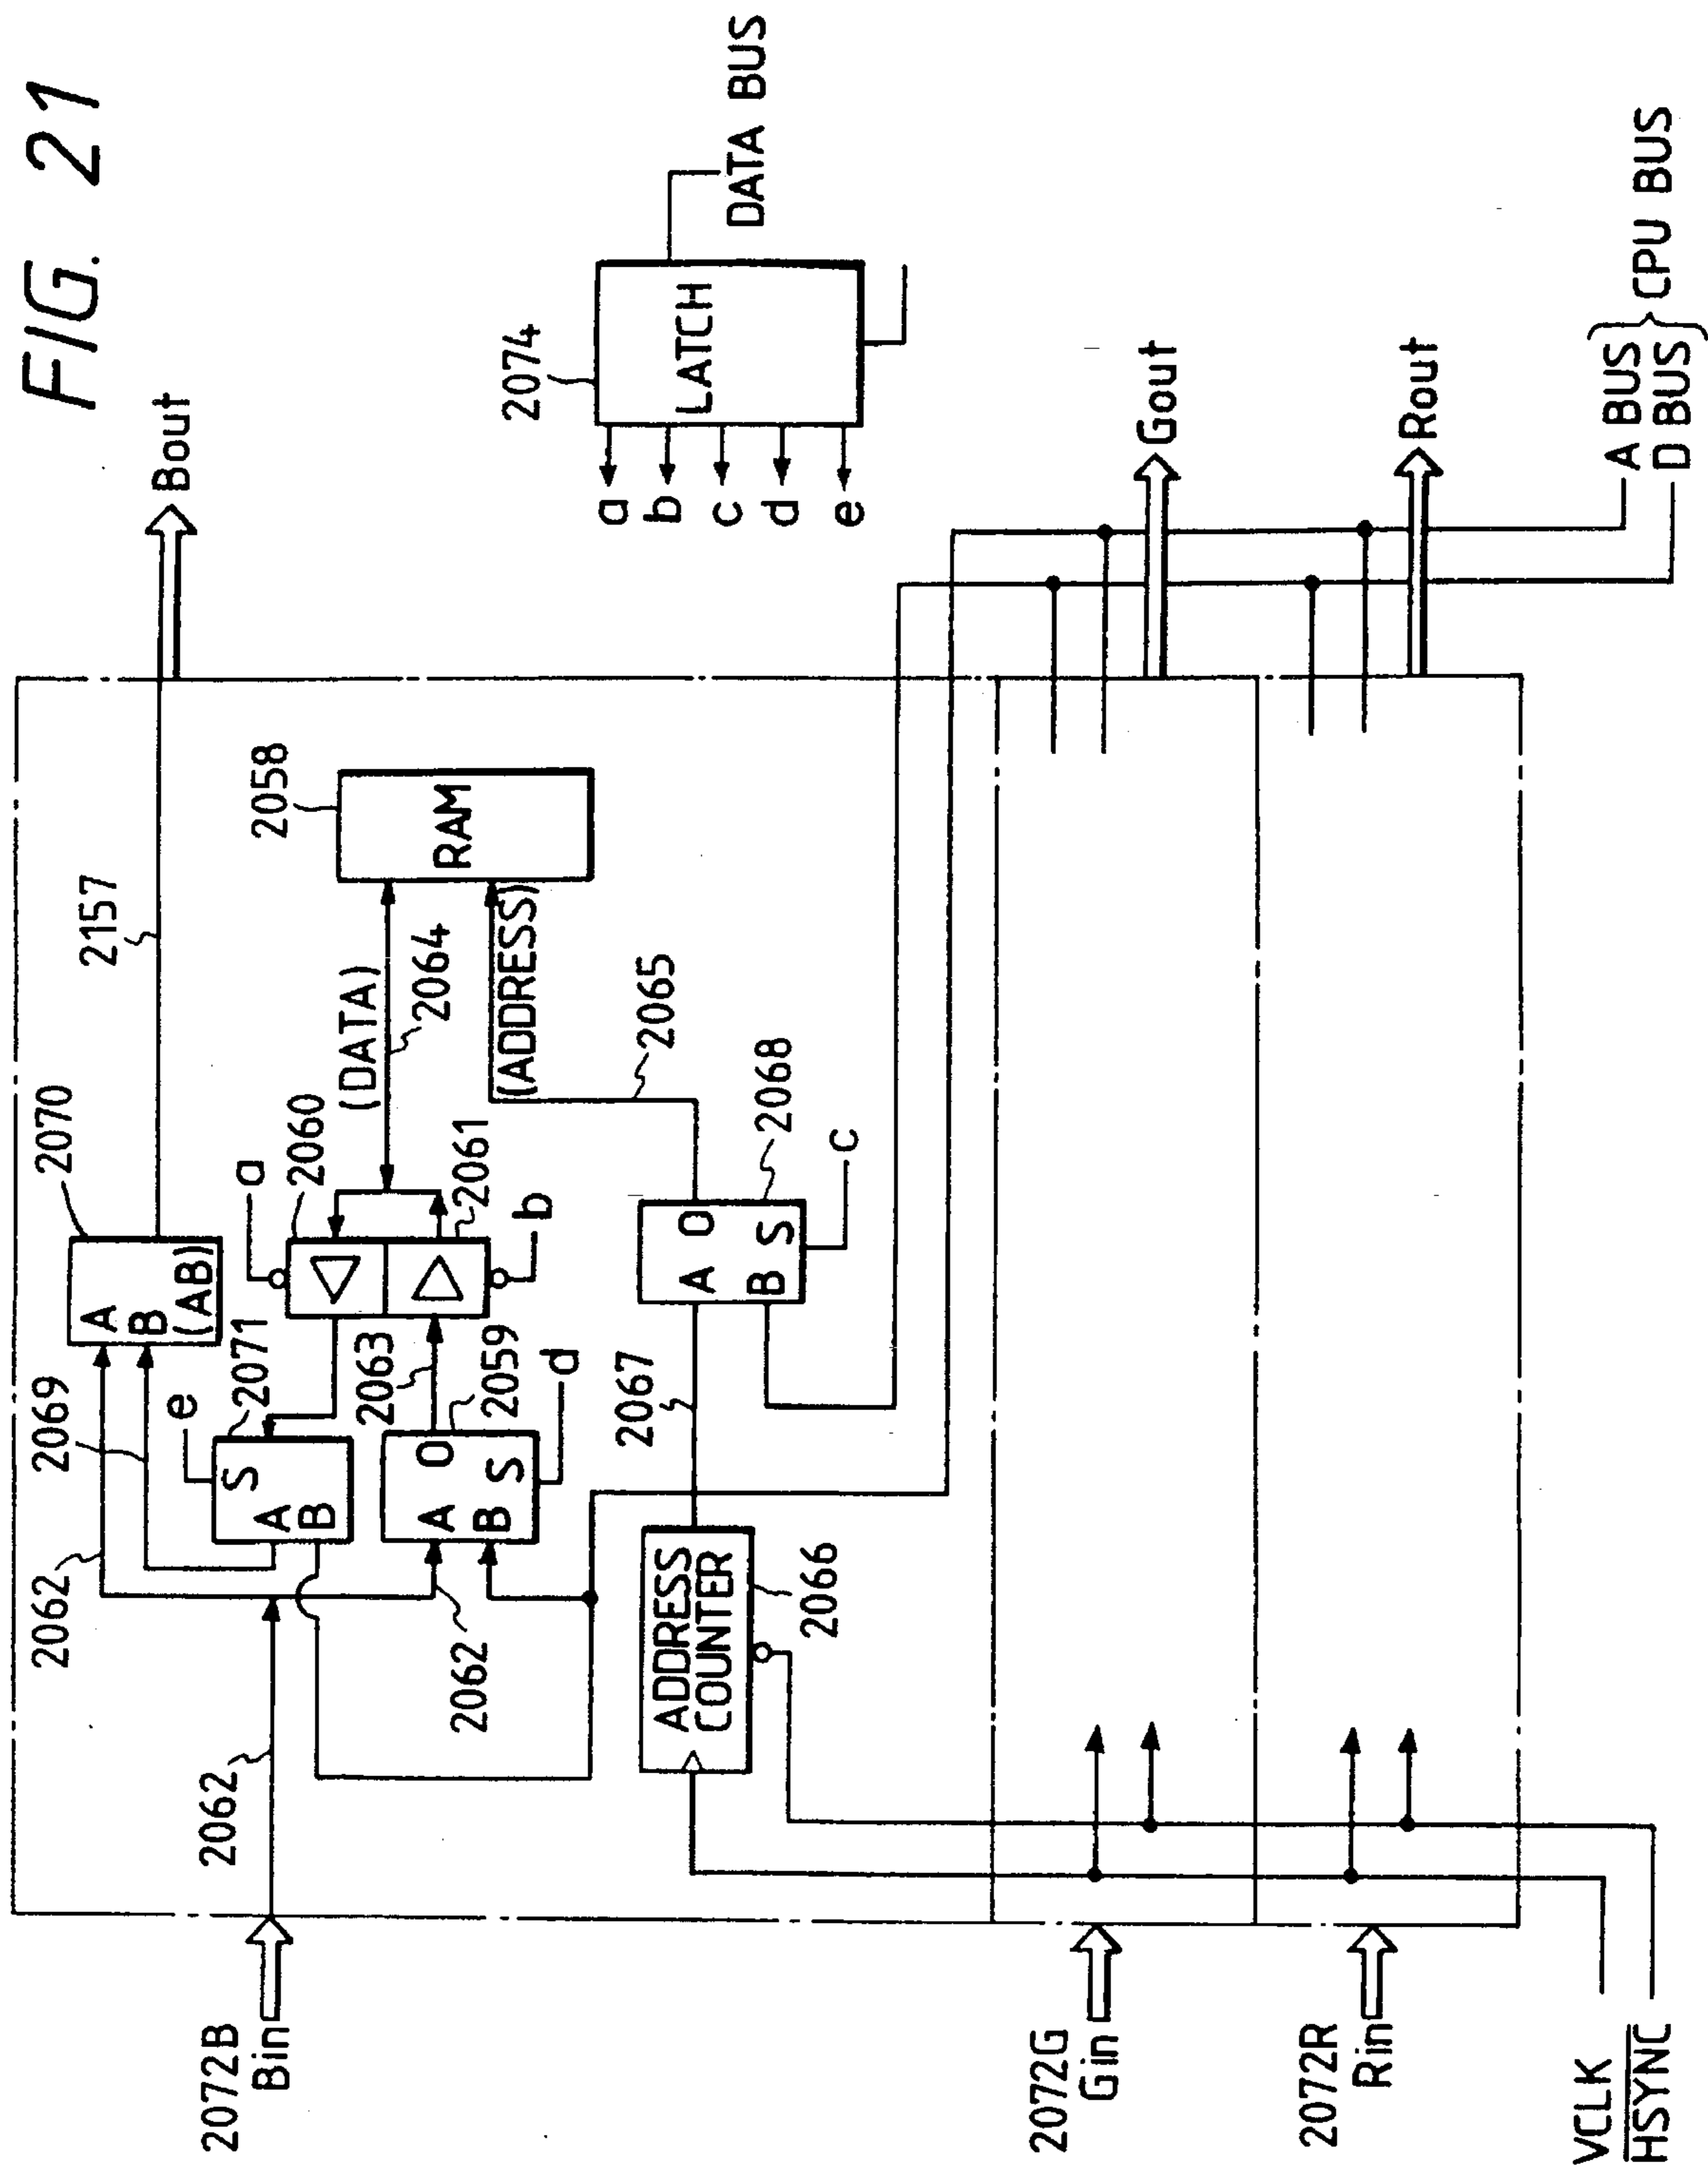 FIG. 21
2070
A
B
(AB)
2157
Bout
2062
2069
e
2071
S
A
B
a
2060
(DATA)
2064
2058
RAM
2061
b
2063
2059
A
O
B
S
d
2062
2072B
Bin
2062
(ADDRESS)
2065
2074
LATCH
DATA BUS
a
b
c
d
e
ADDRESS
COUNTER
2066
2067
A
O
B
S
2068
c
2072G
Gin
Gout
2072R
Rin
Rout
VCLK
HSYNC
A BUS
D BUS
CPU BUS